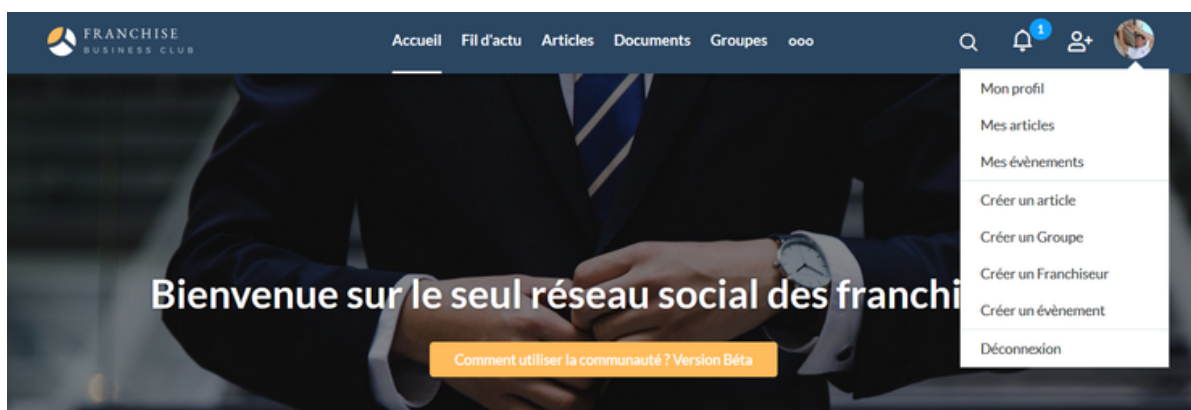 FRANCHISE
BUSINESS CLUB
Accueil Fil d'actu Articles Documents Groupes ooo
1
Mon profil
Mes articles
Mes évènements
Créer un article
Créer un Groupe
Créer un Franchiseur
Créer un évènement
Déconnexion
Bienvenue sur le seul réseau social des franchi
Comment utiliser la communauté ? Version Béta